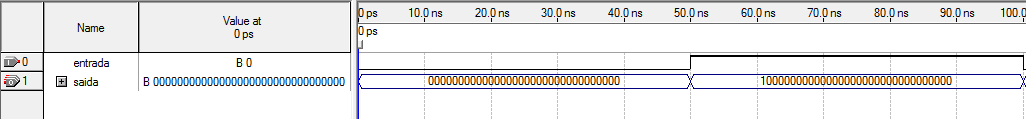 Name
Value at
0 ps
0 ps 10.0 ns 20.0 ns 30.0 ns 40.0 ns 50.0 ns 60.0 ns 70.0 ns 80.0 ns 90.0 ns 100.0
0 ps
0 entrada B 0
1 saida B 00000000000000000000000000000000 00000000000000000000000000000000 10000000000000000000000000000000